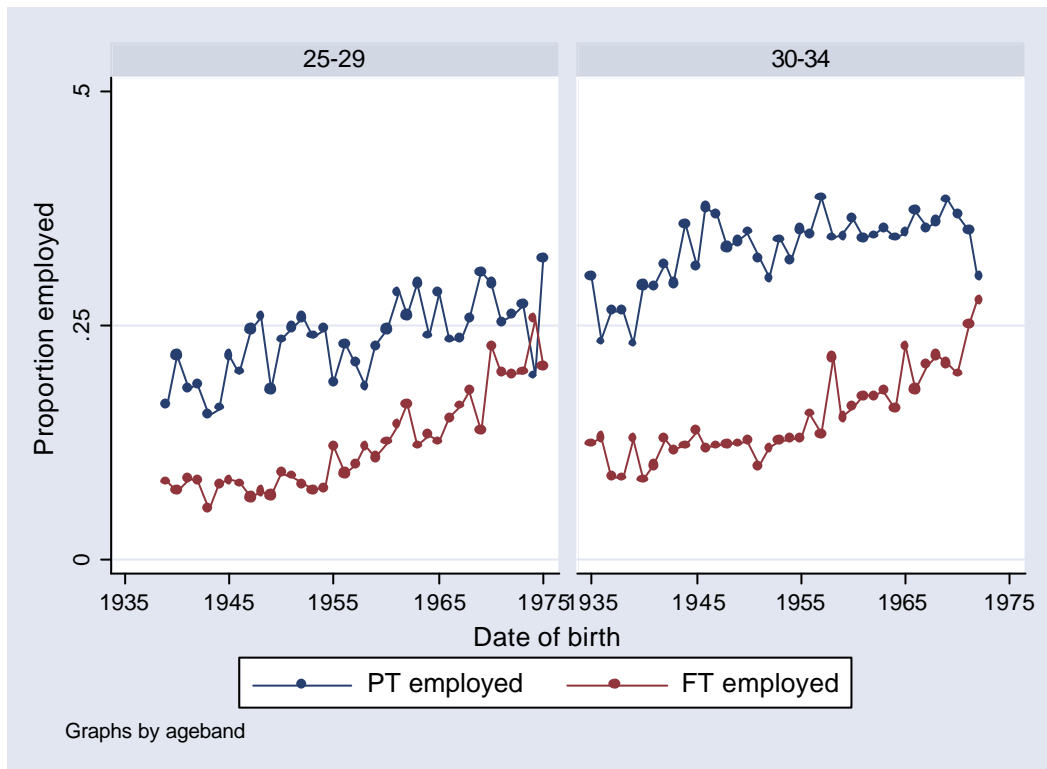 25-29
30-34
Proportion employed
.5
.25
0
1935 1945 1955 1965 1975
1935 1945 1955 1965 1975
Date of birth
PT employed FT employed
Graphs by ageband